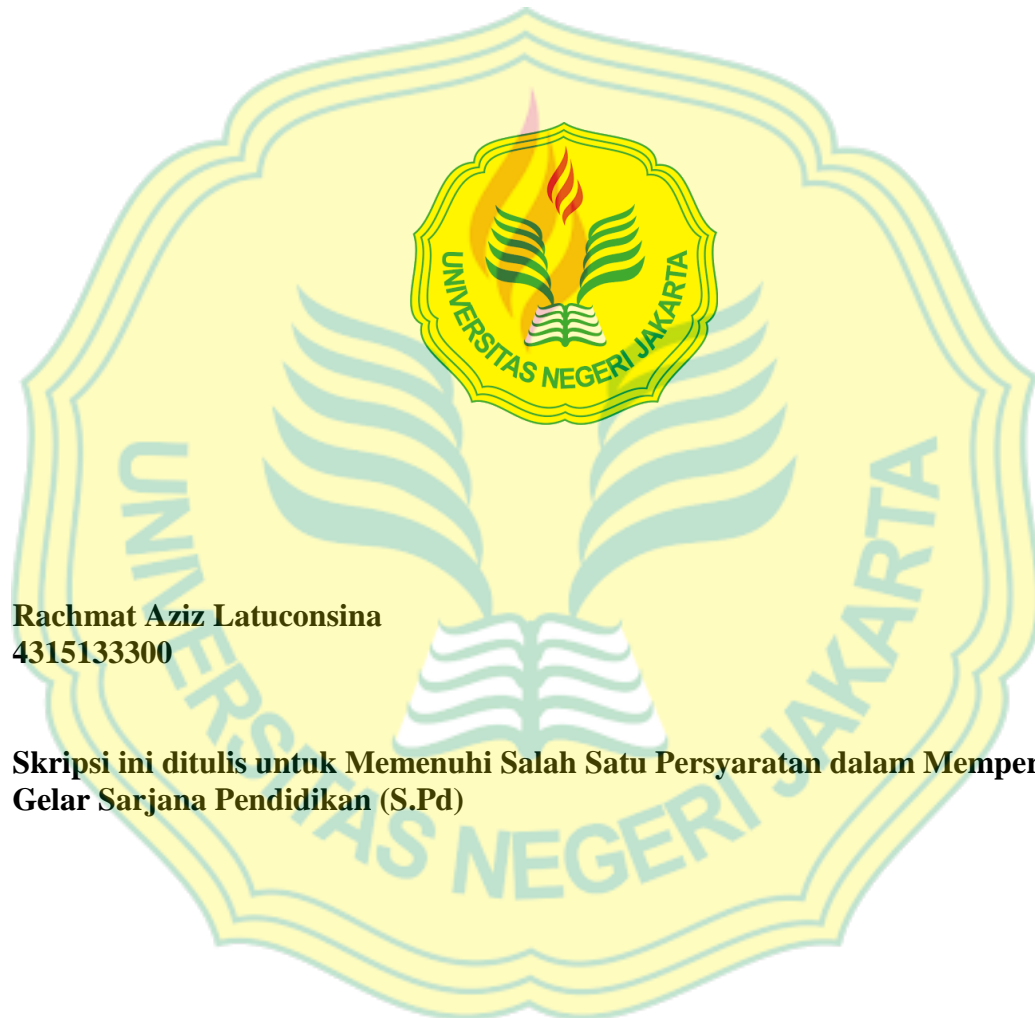 UNIVERSITAS NEGERI JAKARTA
UNIVERSITAS NEGERI JAKARTA
Rachmat Aziz Latuconsina
4315133300
Skripsi ini ditulis untuk Memenuhi Salah Satu Persyaratan dalam Memper
Gelar Sarjana Pendidikan (S.Pd)